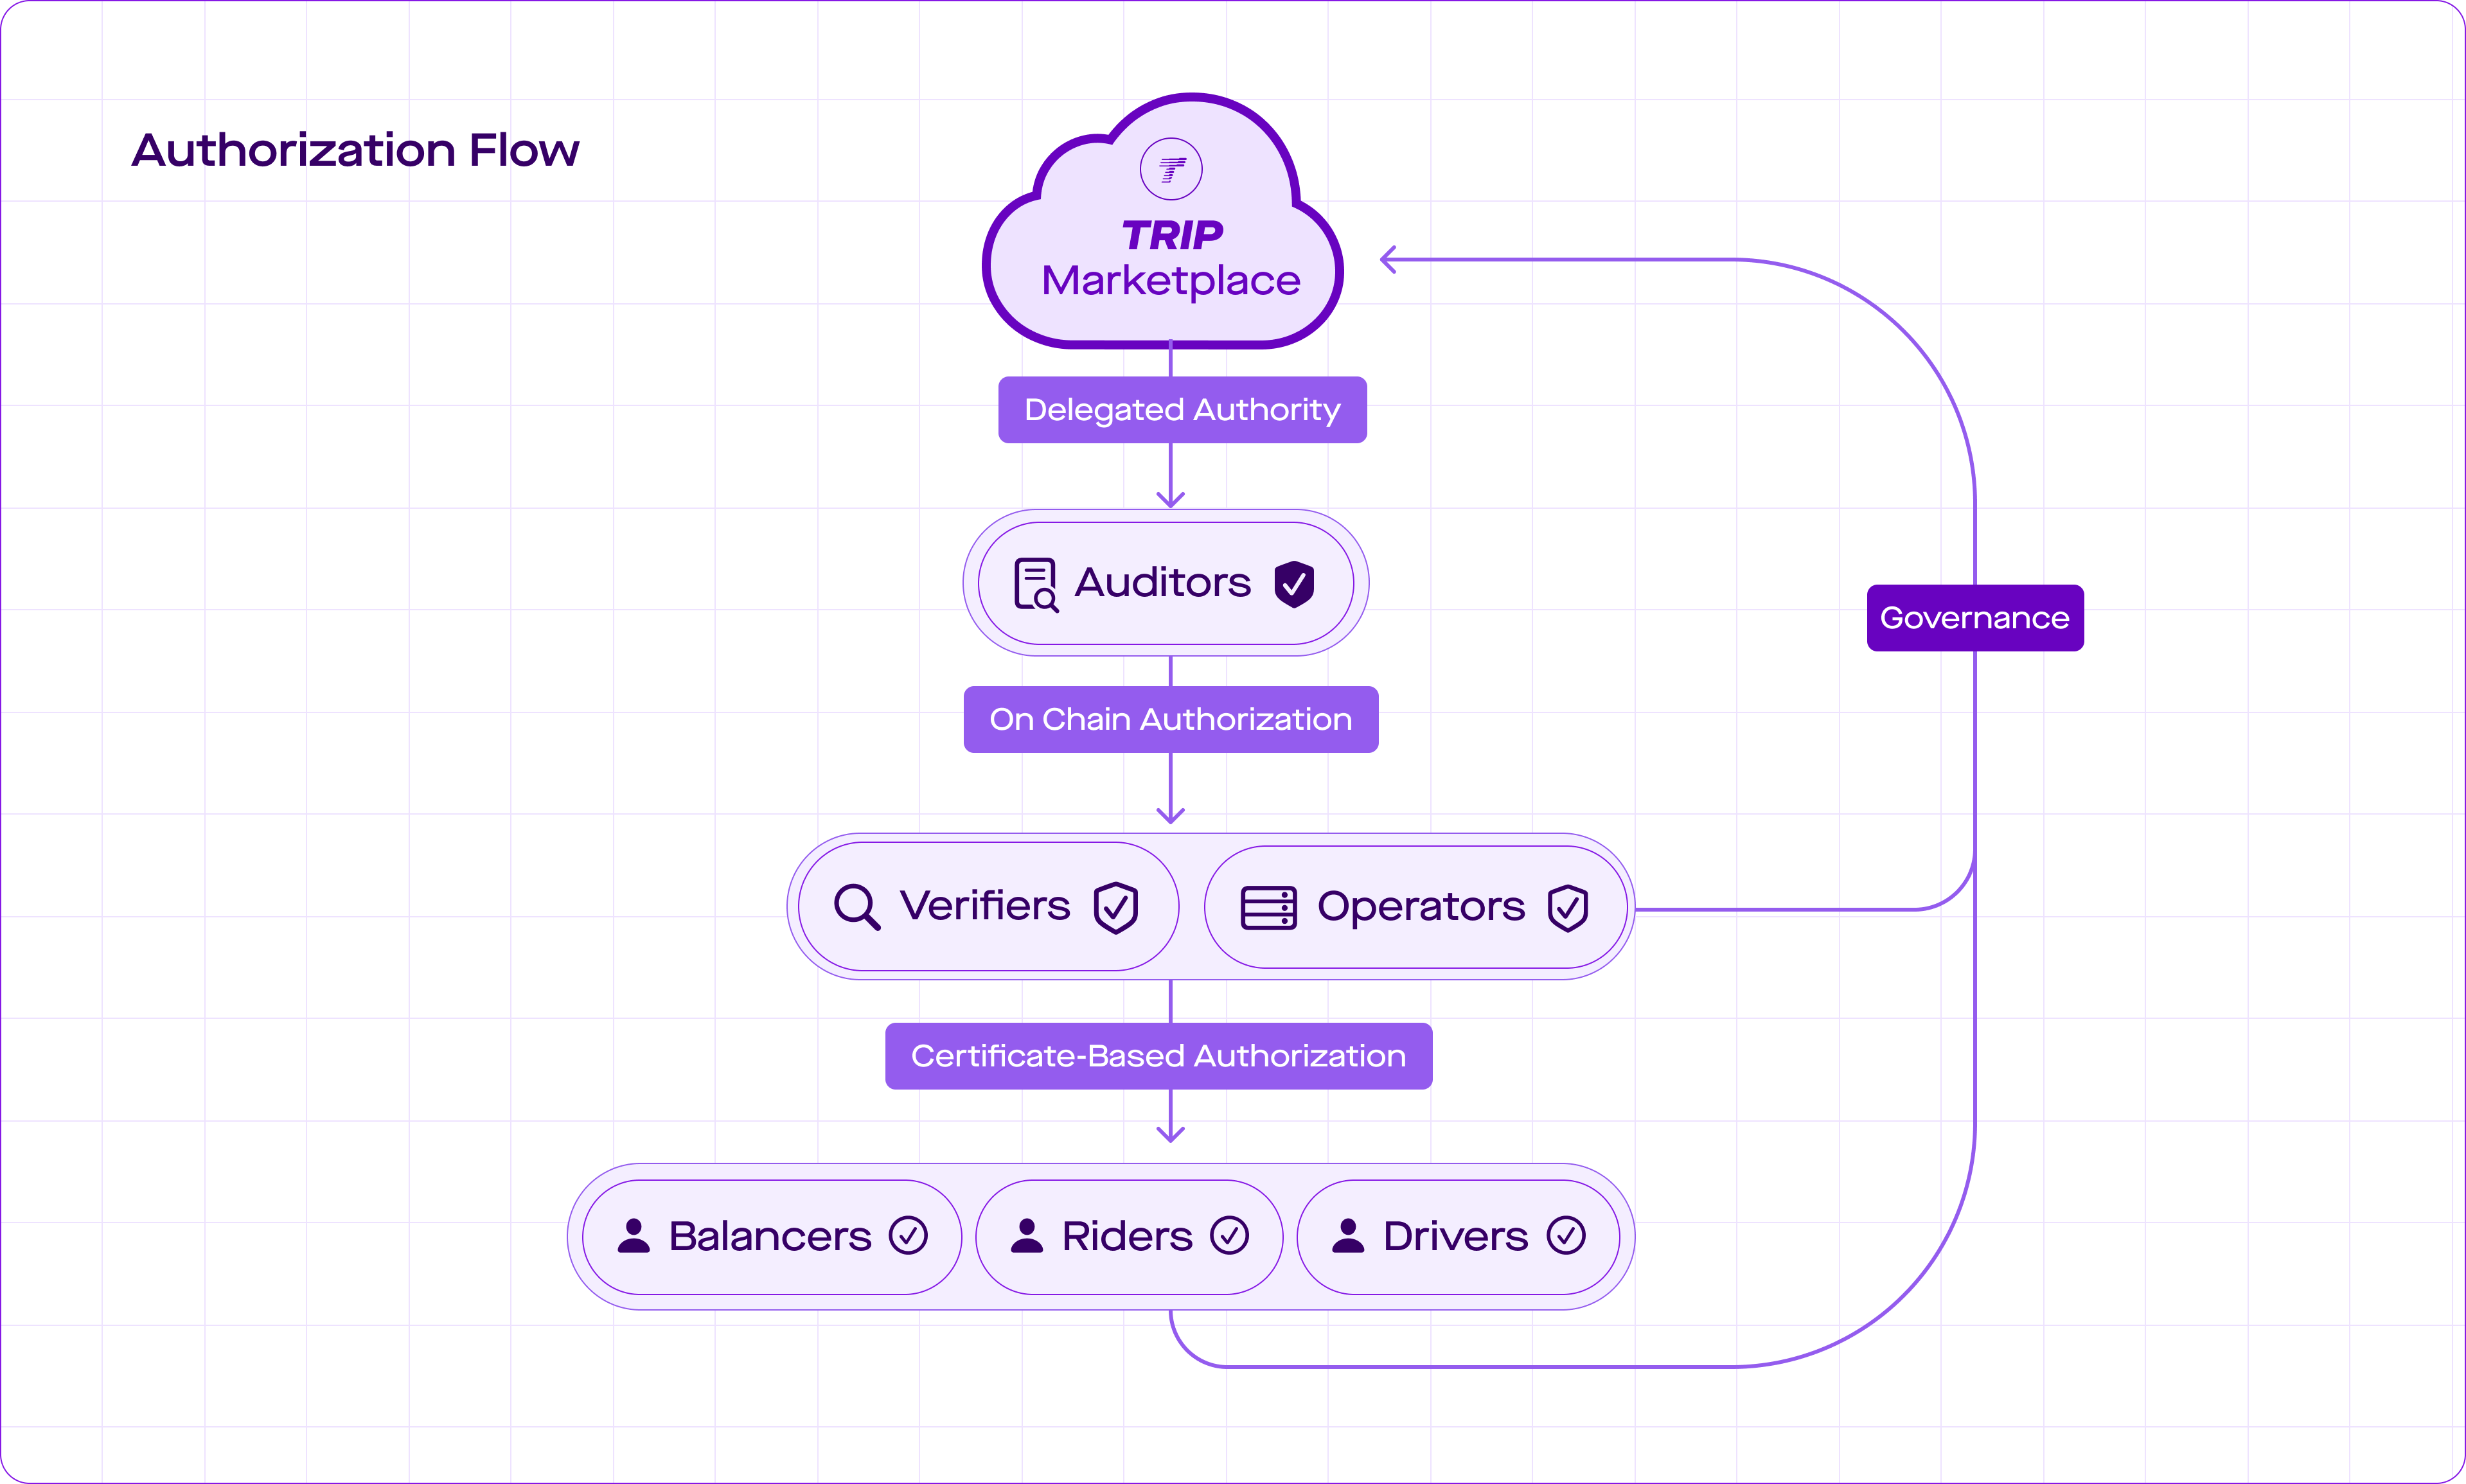 Authorization Flow
TRIP
Marketplace
Delegated Authority
Auditors
Governance
On Chain Authorization
Verifiers
Operators
Certificate-Based Authorization
Balancers
Riders
Drivers